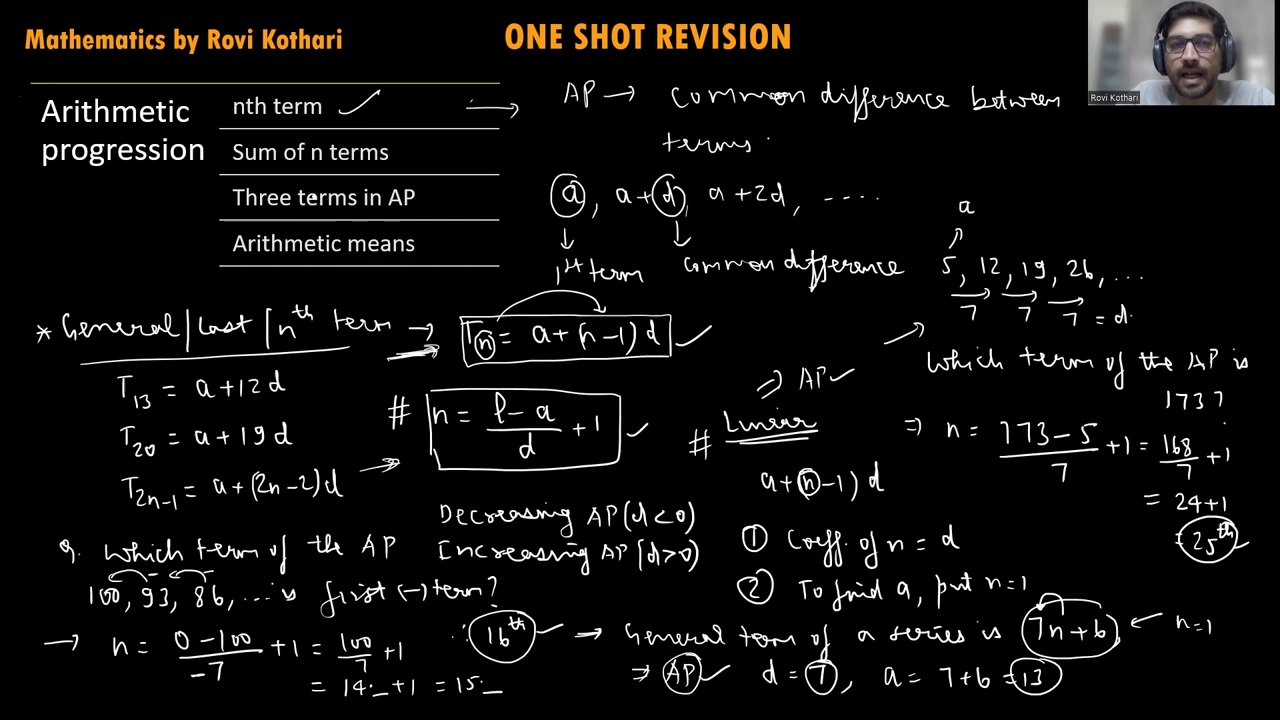 Mathematics by Rovi Kothari
ONE SHOT REVISION
Rovi Kothari
Arithmetic progression
nth term ✓
Sum of n terms
Three terms in AP
Arithmetic means
→ AP → Common difference between
terms.
a, a+d, a+2d, ----
1st term
common difference
a
5, 12, 19, 26, ...
7 7 7 = d
* General | Last | nth term →
Tn = a+(n-1)d ✓
T13 = a+12d
T20 = a+19d
T2n-1 = a+(2n-2)d
# n = (l-a)/d + 1 ✓
⇒ AP ✓
# Linear
a+(n-1)d
① Coeff. of n = d
② To find a, put n=1
Which term of the AP is
173?
⇒ n = (173-5)/7 + 1 = 168/7 + 1
= 24+1
= 25th
Decreasing AP (d<0)
Increasing AP (d>0)
q. Which term of the AP
100, 93, 86, ... is first (-) term?
→ n = (0-100)/-7 + 1 = 100/7 + 1
= 14._ + 1 = 15._
∴ 16th
→ General term of a series is 7n+6, ← n=1
⇒ AP ✓ d = 7, a = 7+6 = 13